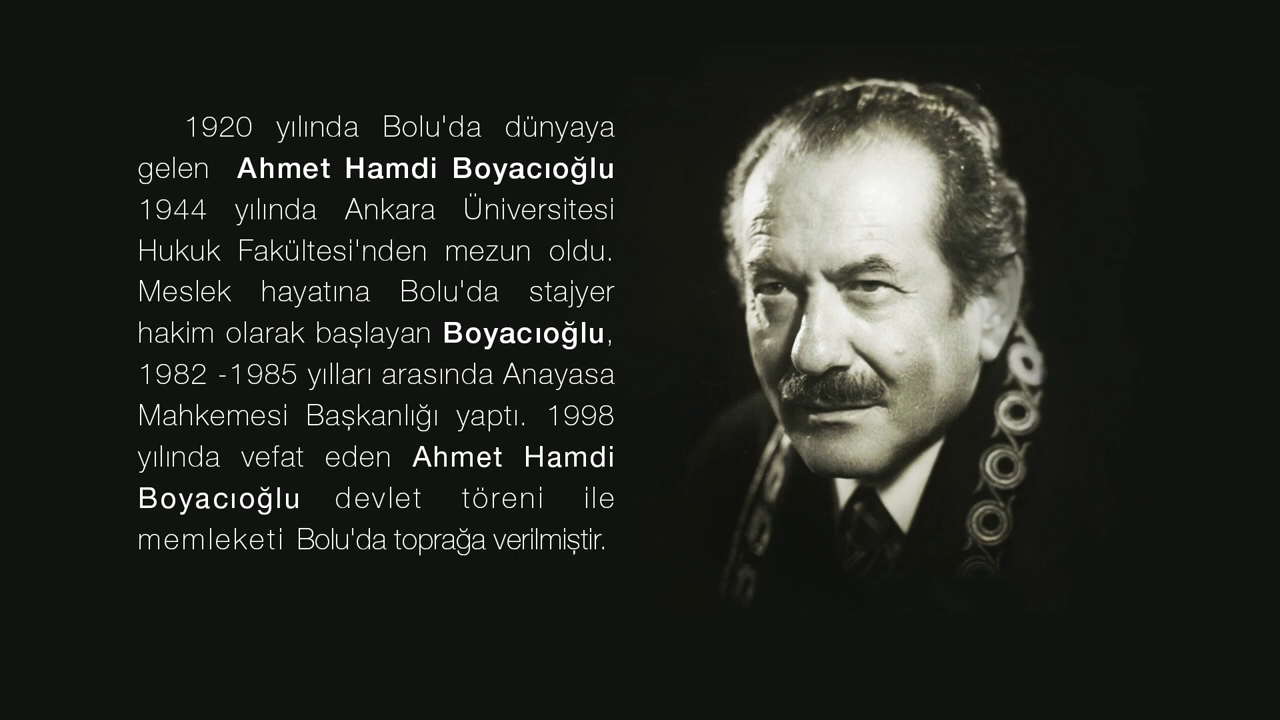 1920 yılında Bolu'da dünyaya
gelen Ahmet Hamdi Boyacıoğlu
1944 yılında Ankara Üniversitesi
Hukuk Fakültesi'nden mezun oldu.
Meslek hayatına Bolu'da stajyer
hakim olarak başlayan Boyacıoğlu,
1982 -1985 yılları arasında Anayasa
Mahkemesi Başkanlığı yaptı. 1998
yılında vefat eden Ahmet Hamdi
Boyacıoğlu devlet töreni ile
memleketi Bolu'da toprağa verilmiştir.